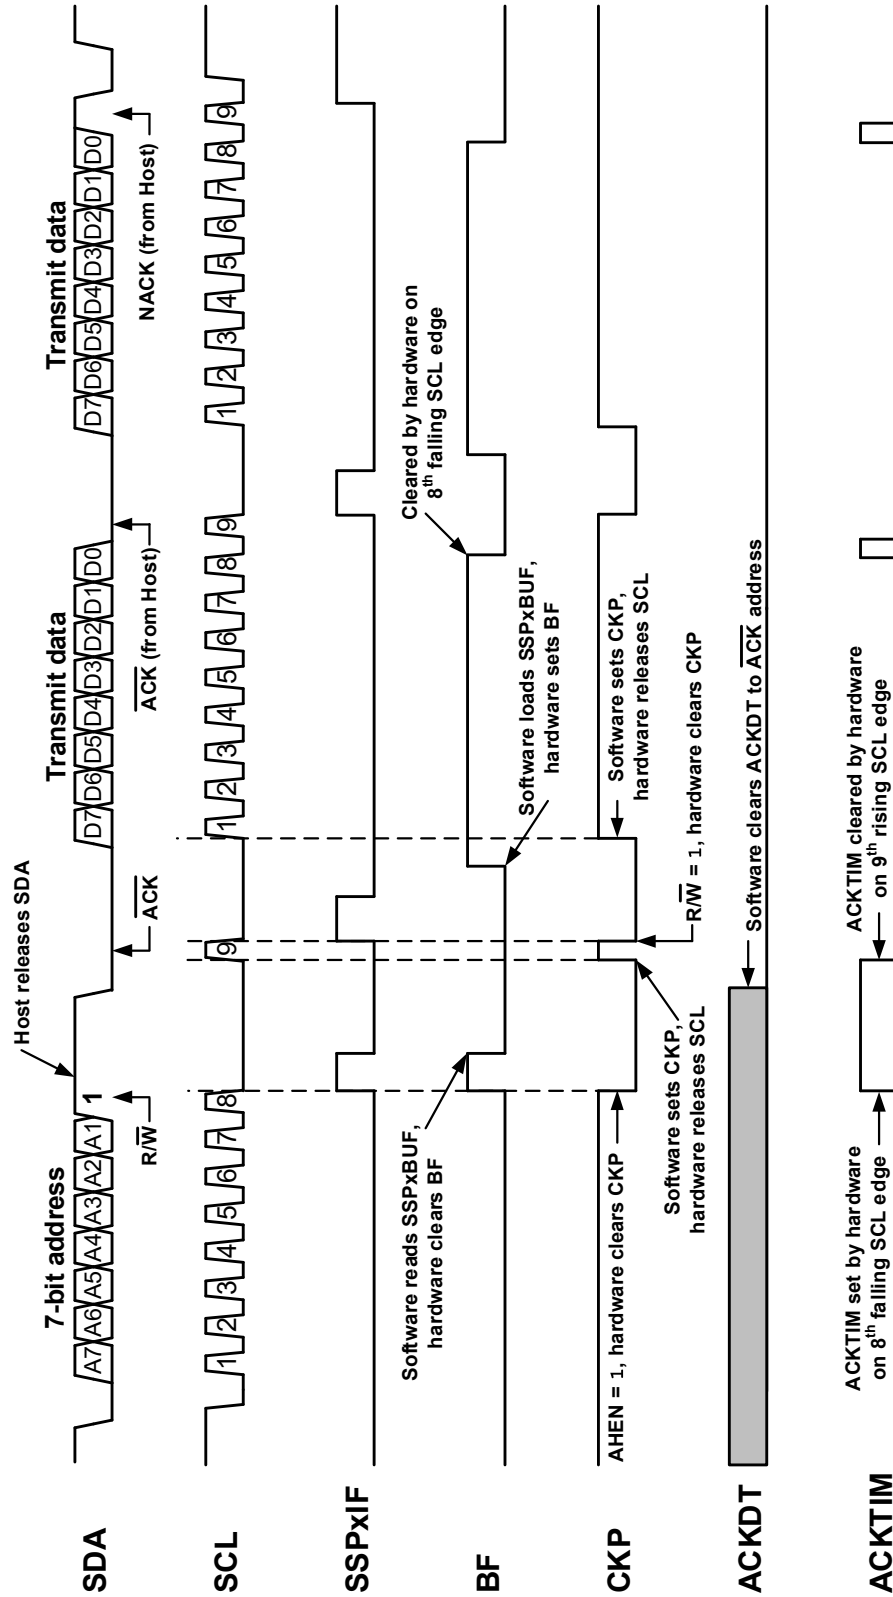 Host releases SDA
7-bit address
Transmit data
Transmit data
SDA
A7 A6 A5 A4 A3 A2 A1 1
D7 D6 D5 D4 D3 D2 D1 D0
D7 D6 D5 D4 D3 D2 D1 D0
R/W̅
A̅C̅K̅
A̅C̅K̅ (from Host)
NACK (from Host)
SCL
1 2 3 4 5 6 7 8 9
1 2 3 4 5 6 7 8 9
1 2 3 4 5 6 7 8 9
SSPxIF
Software reads SSPxBUF,
hardware clears BF
Cleared by hardware on
8th falling SCL edge
BF
Software loads SSPxBUF,
hardware sets BF
CKP
AHEN = 1, hardware clears CKP
Software sets CKP,
hardware releases SCL
Software sets CKP,
hardware releases SCL
R/W̅ = 1, hardware clears CKP
ACKDT
Software clears ACKDT to A̅C̅K̅ address
ACKTIM set by hardware
on 8th falling SCL edge
ACKTIM cleared by hardware
on 9th rising SCL edge
ACKTIM